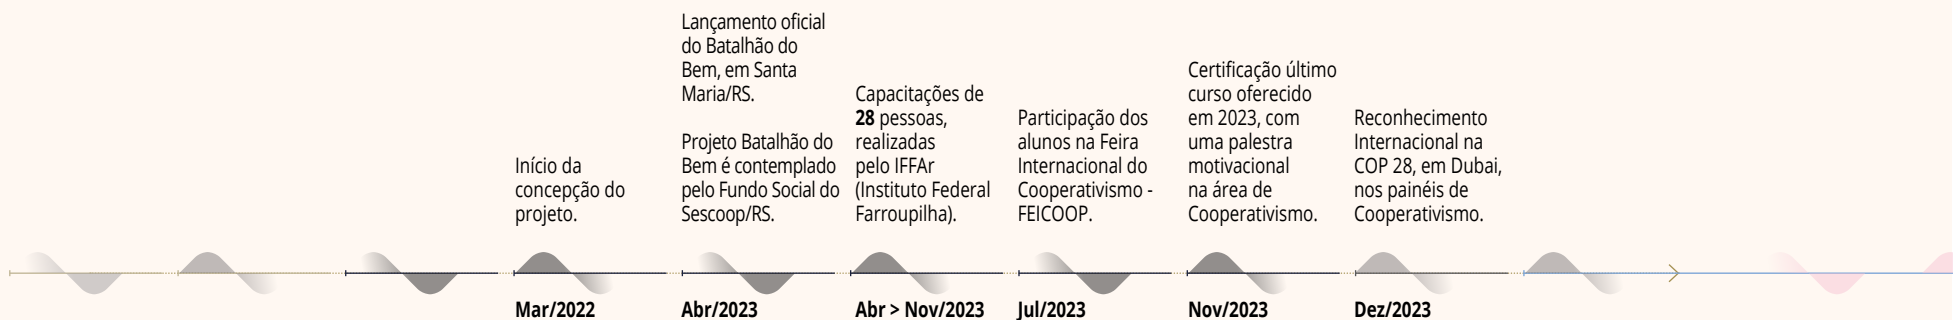 Início da
concepção do
projeto.
Mar/2022
Lançamento oficial
do Batalhão do
Bem, em Santa
Maria/RS.
Projeto Batalhão do
Bem é contemplado
pelo Fundo Social do
Sescoop/RS.
Abr/2023
Capacitações de
28 pessoas,
realizadas
pelo IFFAr
(Instituto Federal
Farroupilha).
Abr > Nov/2023
Participação dos
alunos na Feira
Internacional do
Cooperativismo -
FEICOOP.
Jul/2023
Certificação último
curso oferecido
em 2023, com
uma palestra
motivacional
na área de
Cooperativismo.
Nov/2023
Reconhecimento
Internacional na
COP 28, em Dubai,
nos painéis de
Cooperativismo.
Dez/2023